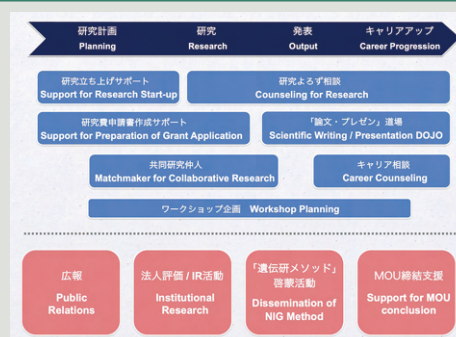 研究計画
Planning
研究
Research
発表
Output
キャリアアップ
Career Progression
研究立ち上げサポート
Support for Research Start-up
研究よろず相談
Counseling for Research
研究費申請書作成サポート
Support for Preparation of Grant Application
「論文・プレゼン」道場
Scientific Writing / Presentation DOJO
共同研究仲人
Matchmaker for Collaborative Research
キャリア相談
Career Counseling
ワークショップ企画 Workshop Planning
広報
Public
Relations
法人評価 / IR活動
Institutional
Research
「遺伝研メソッド」
啓蒙活動
Dissemination of
NIG Method
MOU締結支援
Support for MOU
conclusion